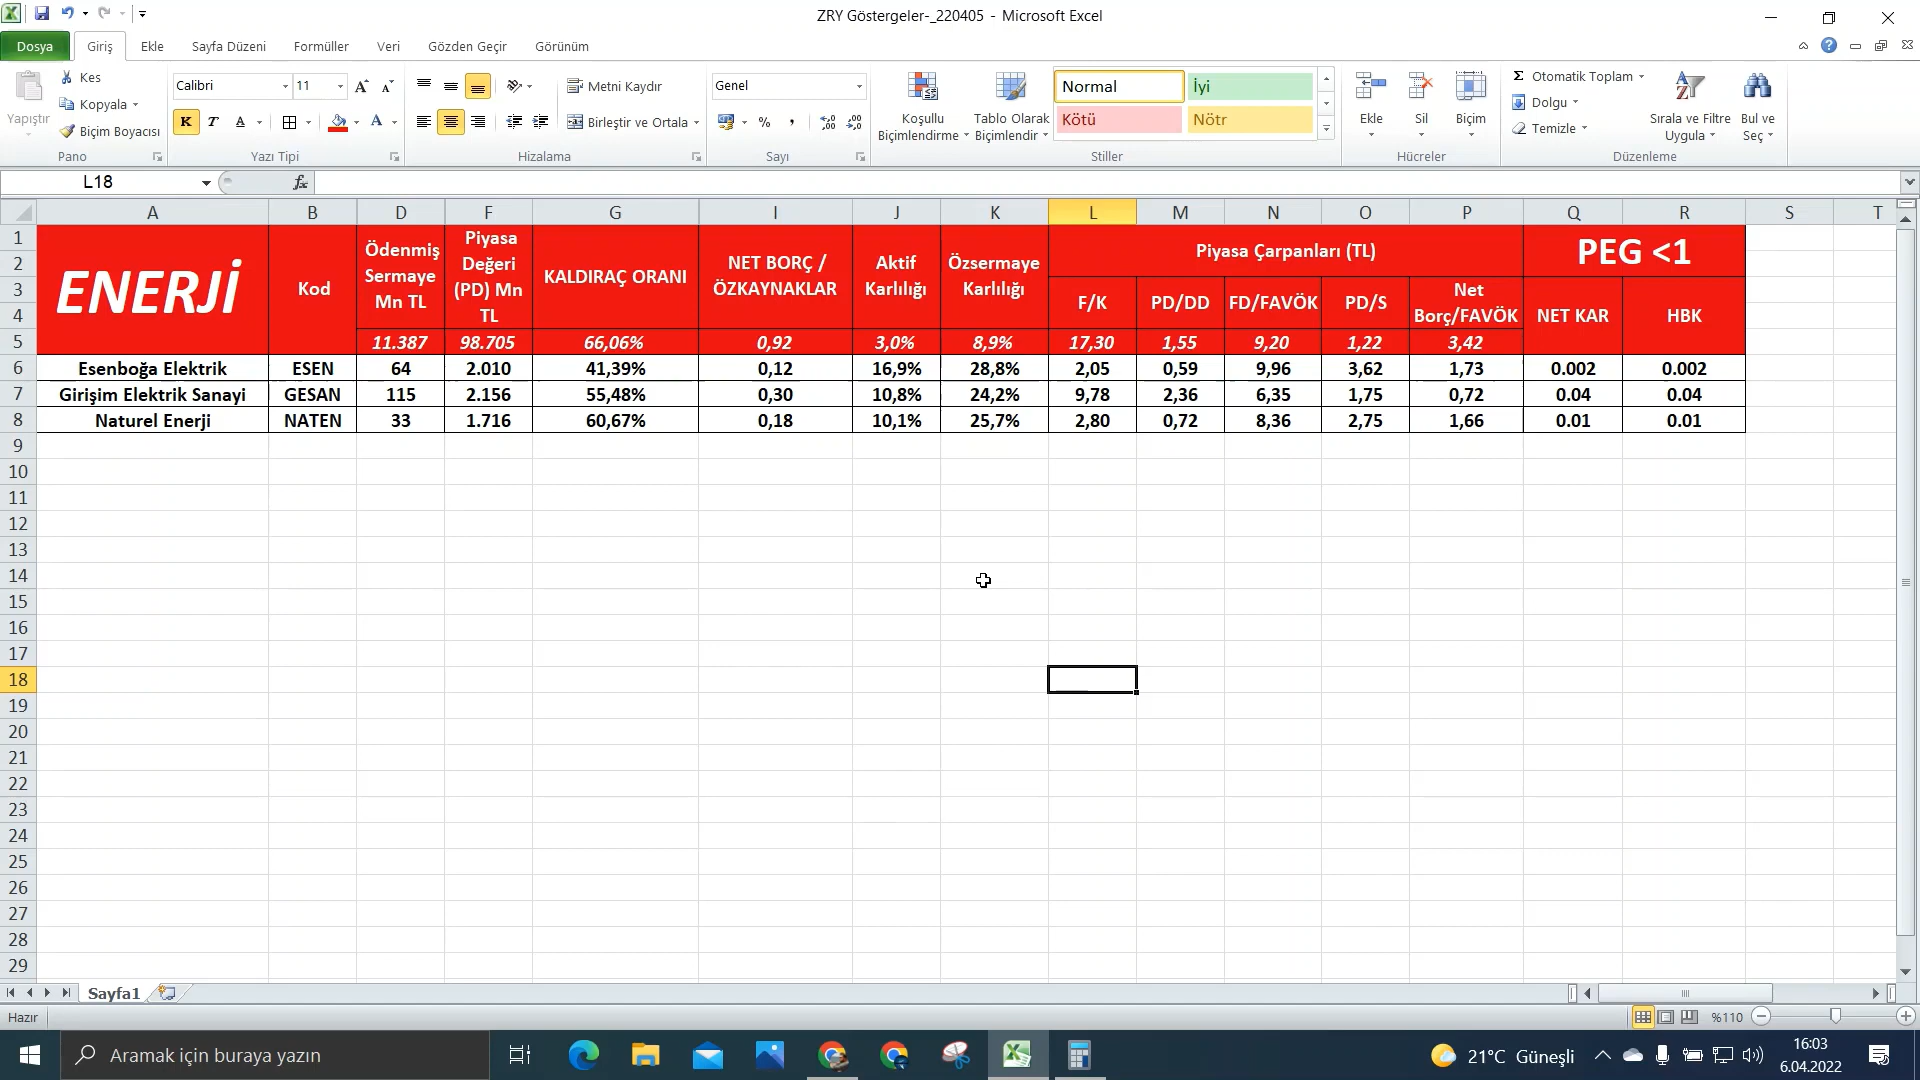 ZRY Göstergeler-_220405 - Microsoft Excel
Dosya Giriş Ekle Sayfa Düzeni Formüller Veri Gözden Geçir Görünüm
Yapıştır
Kes
Kopyala
Biçim Boyacısı
Pano
Calibri 11
K T A A
Yazı Tipi
Metni Kaydır
Birleştir ve Ortala
Hizalama
Genel
%
Sayı
Koşullu Biçimlendirme
Tablo Olarak Biçimlendir
Normal İyi
Kötü Nötr
Stiller
Ekle Sil Biçim
Hücreler
Σ Otomatik Toplam
Dolgu
Temizle
Sırala ve Filtre Uygula
Bul ve Seç
Düzenleme
L18 fx
A B D F G I J K L M N O P Q R S T
1
2
3
4
5
ENERJİ
Kod
Ödenmiş Sermaye Mn TL
Piyasa Değeri (PD) Mn TL
KALDIRAÇ ORANI
NET BORÇ / ÖZKAYNAKLAR
Aktif Karlılığı
Özsermaye Karlılığı
Piyasa Çarpanları (TL)
PEG <1
F/K PD/DD FD/FAVÖK PD/S Net Borç/FAVÖK NET KAR HBK
11.387 98.705 66,06% 0,92 3,0% 8,9% 17,30 1,55 9,20 1,22 3,42
6 Esenboğa Elektrik ESEN 64 2.010 41,39% 0,12 16,9% 28,8% 2,05 0,59 9,96 3,62 1,73 0.002 0.002
7 Girişim Elektrik Sanayi GESAN 115 2.156 55,48% 0,30 10,8% 24,2% 9,78 2,36 6,35 1,75 0,72 0.04 0.04
8 Naturel Enerji NATEN 33 1.716 60,67% 0,18 10,1% 25,7% 2,80 0,72 8,36 2,75 1,66 0.01 0.01
9
10
11
12
13
14
15
16
17
18
19
20
21
22
23
24
25
26
27
28
29
Sayfa1
Hazır %110
Aramak için buraya yazın
21°C Güneşli
16:03
6.04.2022